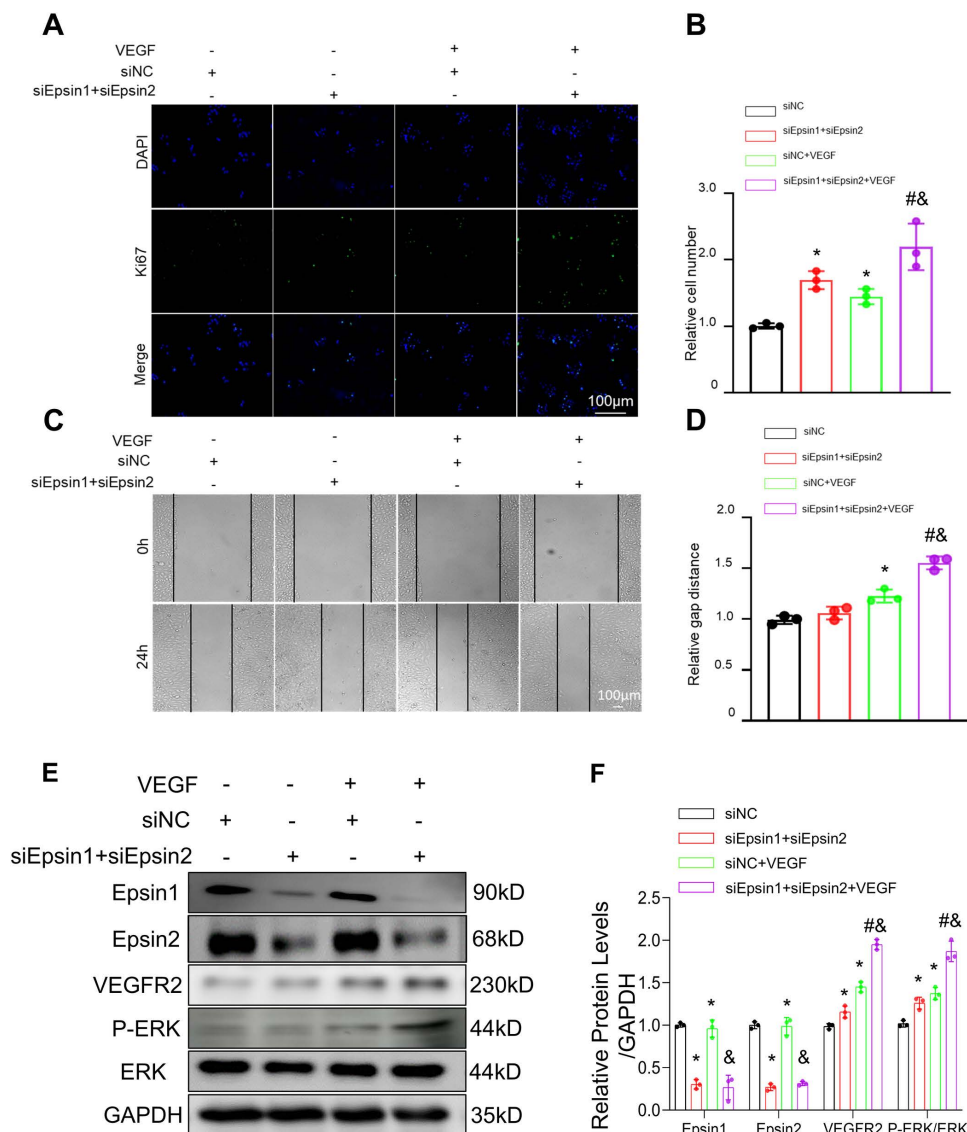 A
VEGF - - + +
siNC + - + -
siEpsin1+siEpsin2 - + - +
DAPI
Ki67
Merge
100μm
B
siNC
siEpsin1+siEpsin2
siNC+VEGF
siEpsin1+siEpsin2+VEGF
Relative cell number
3.0
2.0
1.0
0
* * #&
C
VEGF - - + +
siNC + - + -
siEpsin1+siEpsin2 - + - +
0h
24h
100μm
D
siNC
siEpsin1+siEpsin2
siNC+VEGF
siEpsin1+siEpsin2+VEGF
Relative gap distance
2.0
1.5
1.0
0.5
0
* #&
E
VEGF - - + +
siNC + - + -
siEpsin1+siEpsin2 - + - +
Epsin1 90kD
Epsin2 68kD
VEGFR2 230kD
P-ERK 44kD
ERK 44kD
GAPDH 35kD
F
siNC
siEpsin1+siEpsin2
siNC+VEGF
siEpsin1+siEpsin2+VEGF
Relative Protein Levels
/GAPDH
2.5
2.0
1.5
1.0
0.5
0.0
* * & * * & * * #& * * #&
Epsin1 Epsin2 VEGFR2 P-ERK/ERK